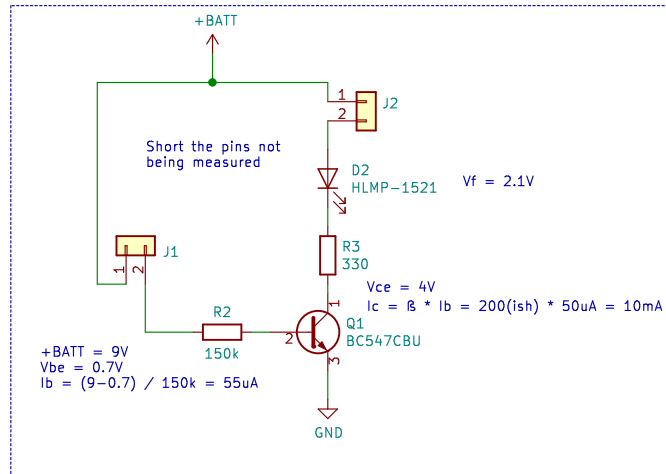 +BATT
1
2
J2
Short the pins not
being measured
D2
HLMP-1521
Vf = 2.1V
J1
1
2
R3
330
Vce = 4V
Ic = ß * Ib = 200(ish) * 50uA = 10mA
R2
150k
1
2
3
Q1
BC547CBU
+BATT = 9V
Vbe = 0.7V
Ib = (9-0.7) / 150k = 55uA
GND